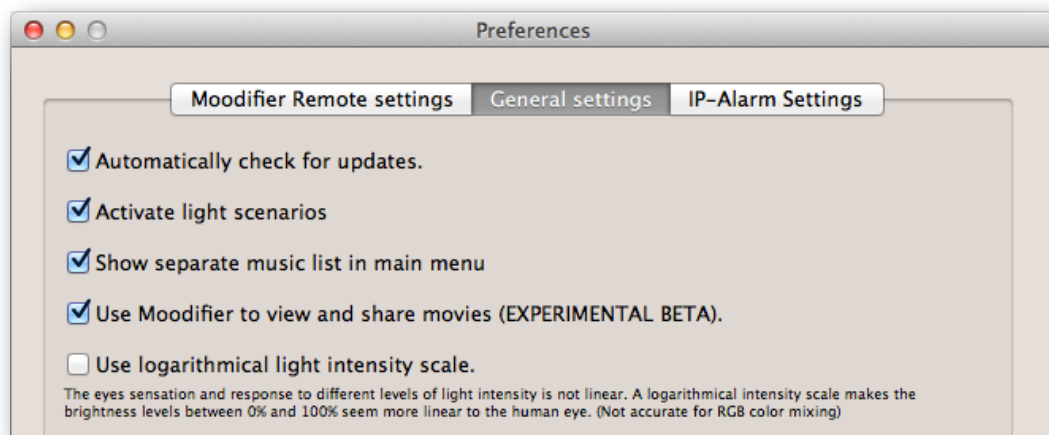 Preferences
Moodifier Remote settings General settings IP-Alarm Settings
Automatically check for updates.
Activate light scenarios
Show separate music list in main menu
Use Moodifier to view and share movies (EXPERIMENTAL BETA).
Use logarithmical light intensity scale.
The eyes sensation and response to different levels of light intensity is not linear. A logarithmical intensity scale makes the
brightness levels between 0% and 100% seem more linear to the human eye. (Not accurate for RGB color mixing)